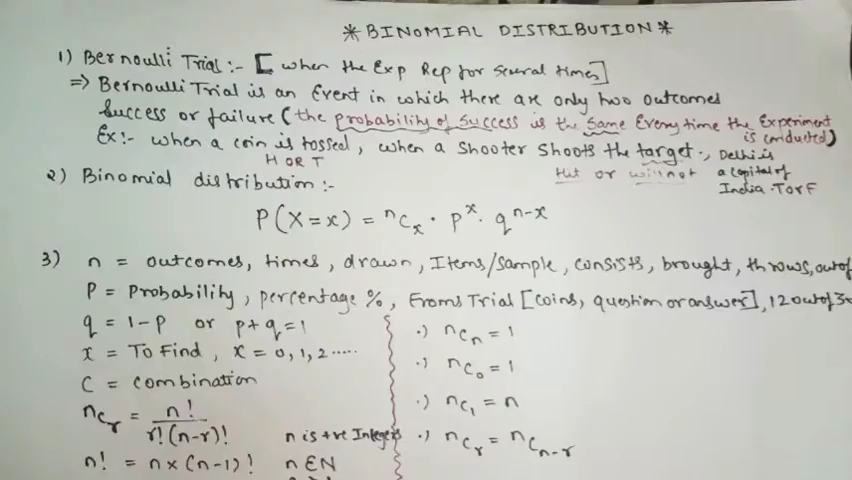 * BINOMIAL DISTRIBUTION *
1) Bernoulli Trial :- [ when the Exp Rep for several times ]
=> Bernoulli Trial is an Event in which there are only two outcomes
Success or failure ( the probability of success is the same Every time the Experiment is conducted )
Ex :- when a coin is tossed, when a shooter shoots the target., Delhi is a capital of India. T or F
H OR T
Hit or will not
2) Binomial distribution :-
P(X=x) = ⁿCₓ · pˣ · qⁿ⁻ˣ
3) n = outcomes, times, drawn, Items/sample, consists, brought, throws, out of
P = Probability, percentage %, From Trial [coins, question or answer], 12 out of 30
q = 1-p or p+q=1
x = To Find, x = 0,1,2.....
C = combination
ⁿCᵣ = n! / r!(n-r)!
n is +ve Integers
n! = n×(n-1)! n ∈ N
.) ⁿCₙ = 1
.) ⁿC₀ = 1
.) ⁿC₁ = n
.) ⁿCᵣ = ⁿCₙ₋ᵣ